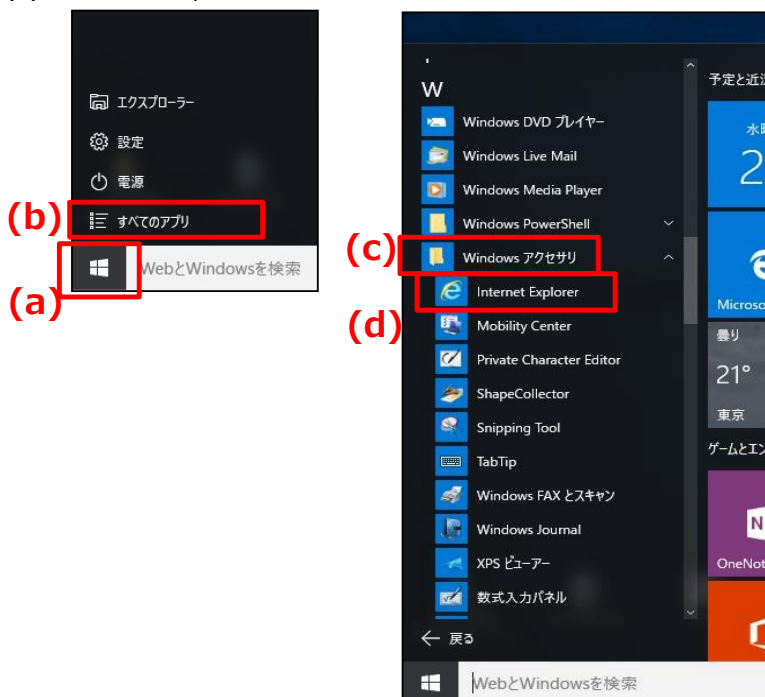 エクスプローラー
設定
電源
(b)
すべてのアプリ
WebとWindowsを検索
(a)
W
Windows DVD プレイヤー
Windows Live Mail
Windows Media Player
Windows PowerShell
(c)
Windows アクセサリ
Internet Explorer
(d)
Mobility Center
Private Character Editor
ShapeCollector
Snipping Tool
TabTip
Windows FAX とスキャン
Windows Journal
XPS ビューアー
数式入力パネル
戻る
WebとWindowsを検索
予定と近
水
2
Microso
曇り
21°
東京
ゲームとエン
N
OneNot